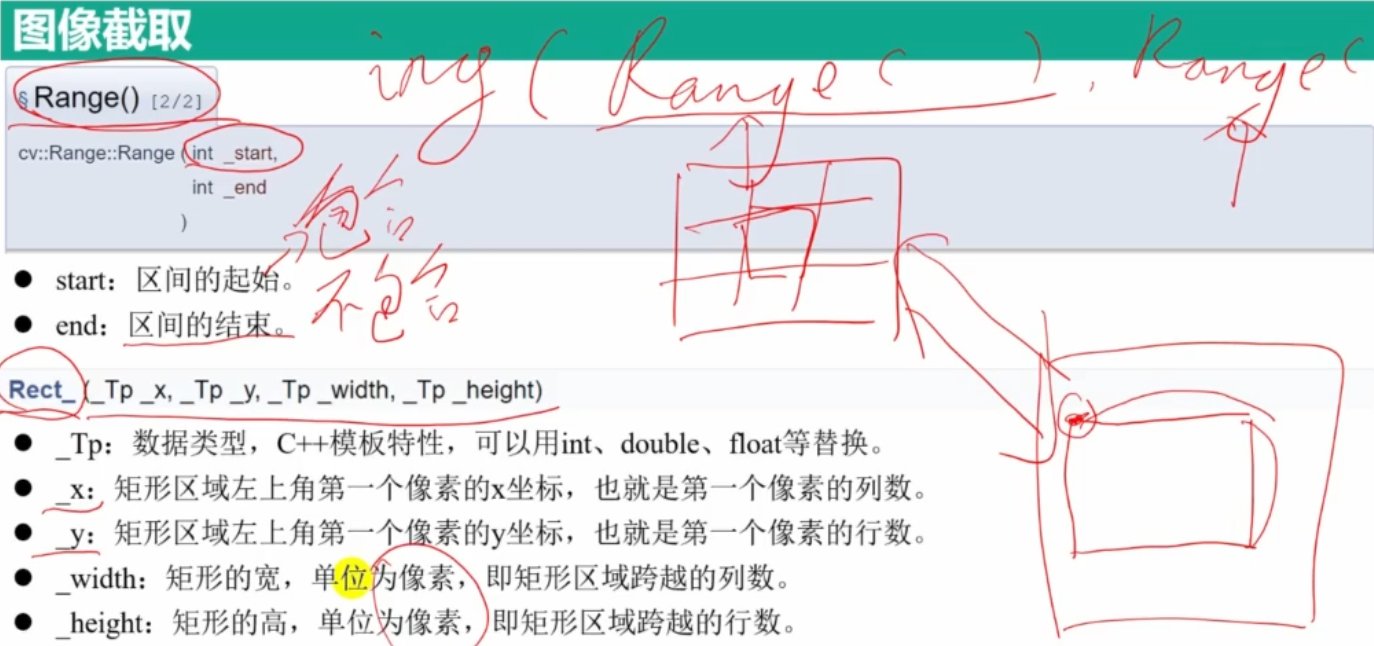 图像截取
img ( Range ( ) , Range (
§ Range() [2/2]
cv::Range::Range ( int _start,
int _end
)
包含
不包含
● start：区间的起始。
● end：区间的结束。
Rect_ (_Tp _x, _Tp _y, _Tp _width, _Tp _height)
● _Tp：数据类型，C++模板特性，可以用int、double、float等替换。
● _x：矩形区域左上角第一个像素的x坐标，也就是第一个像素的列数。
● _y：矩形区域左上角第一个像素的y坐标，也就是第一个像素的行数。
● _width：矩形的宽，单位为像素，即矩形区域跨越的列数。
● _height：矩形的高，单位为像素，即矩形区域跨越的行数。